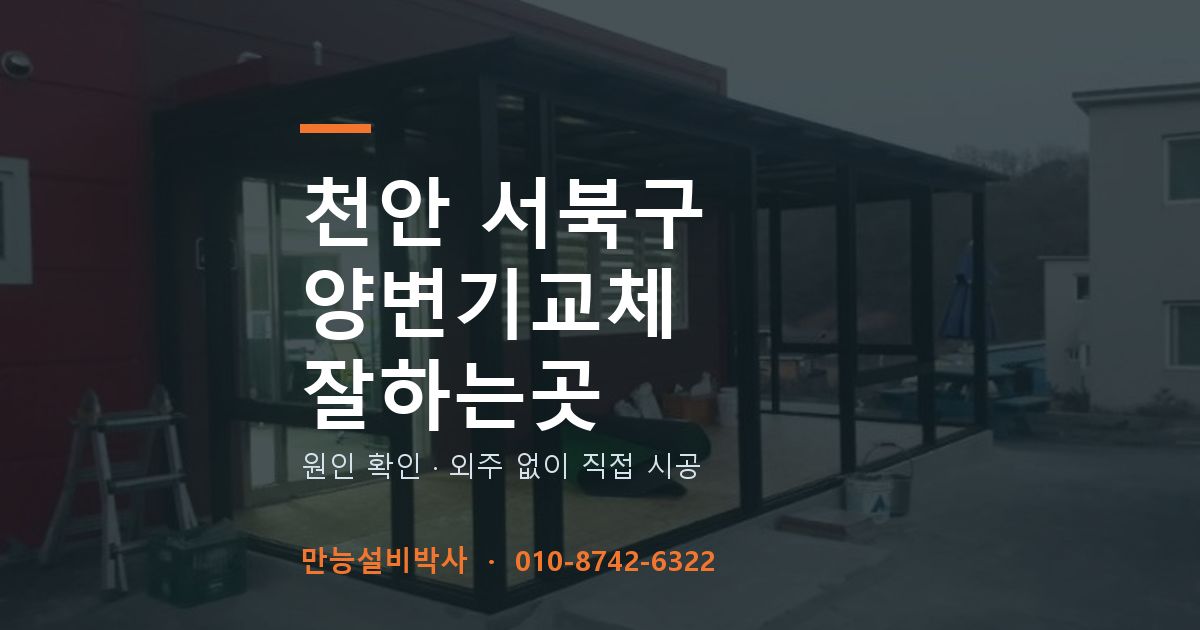 천안 서북구
양변기교체
잘하는곳
원인 확인 · 외주 없이 직접 시공
만능설비박사 · 010-8742-6322